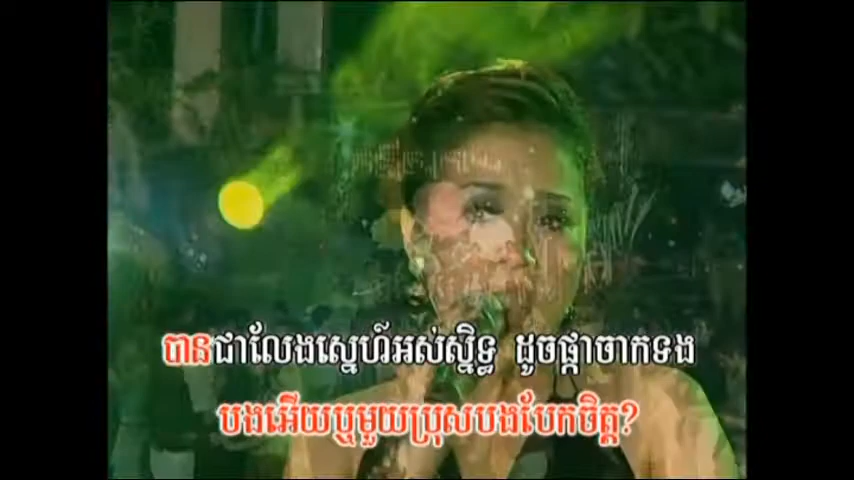 បានជាលែងស្នេហ៍អស់ស្និទ្ធ ដូចផ្កាចាកទង
បងអើយឬមួយប្រុសបងបែកចិត្ត?